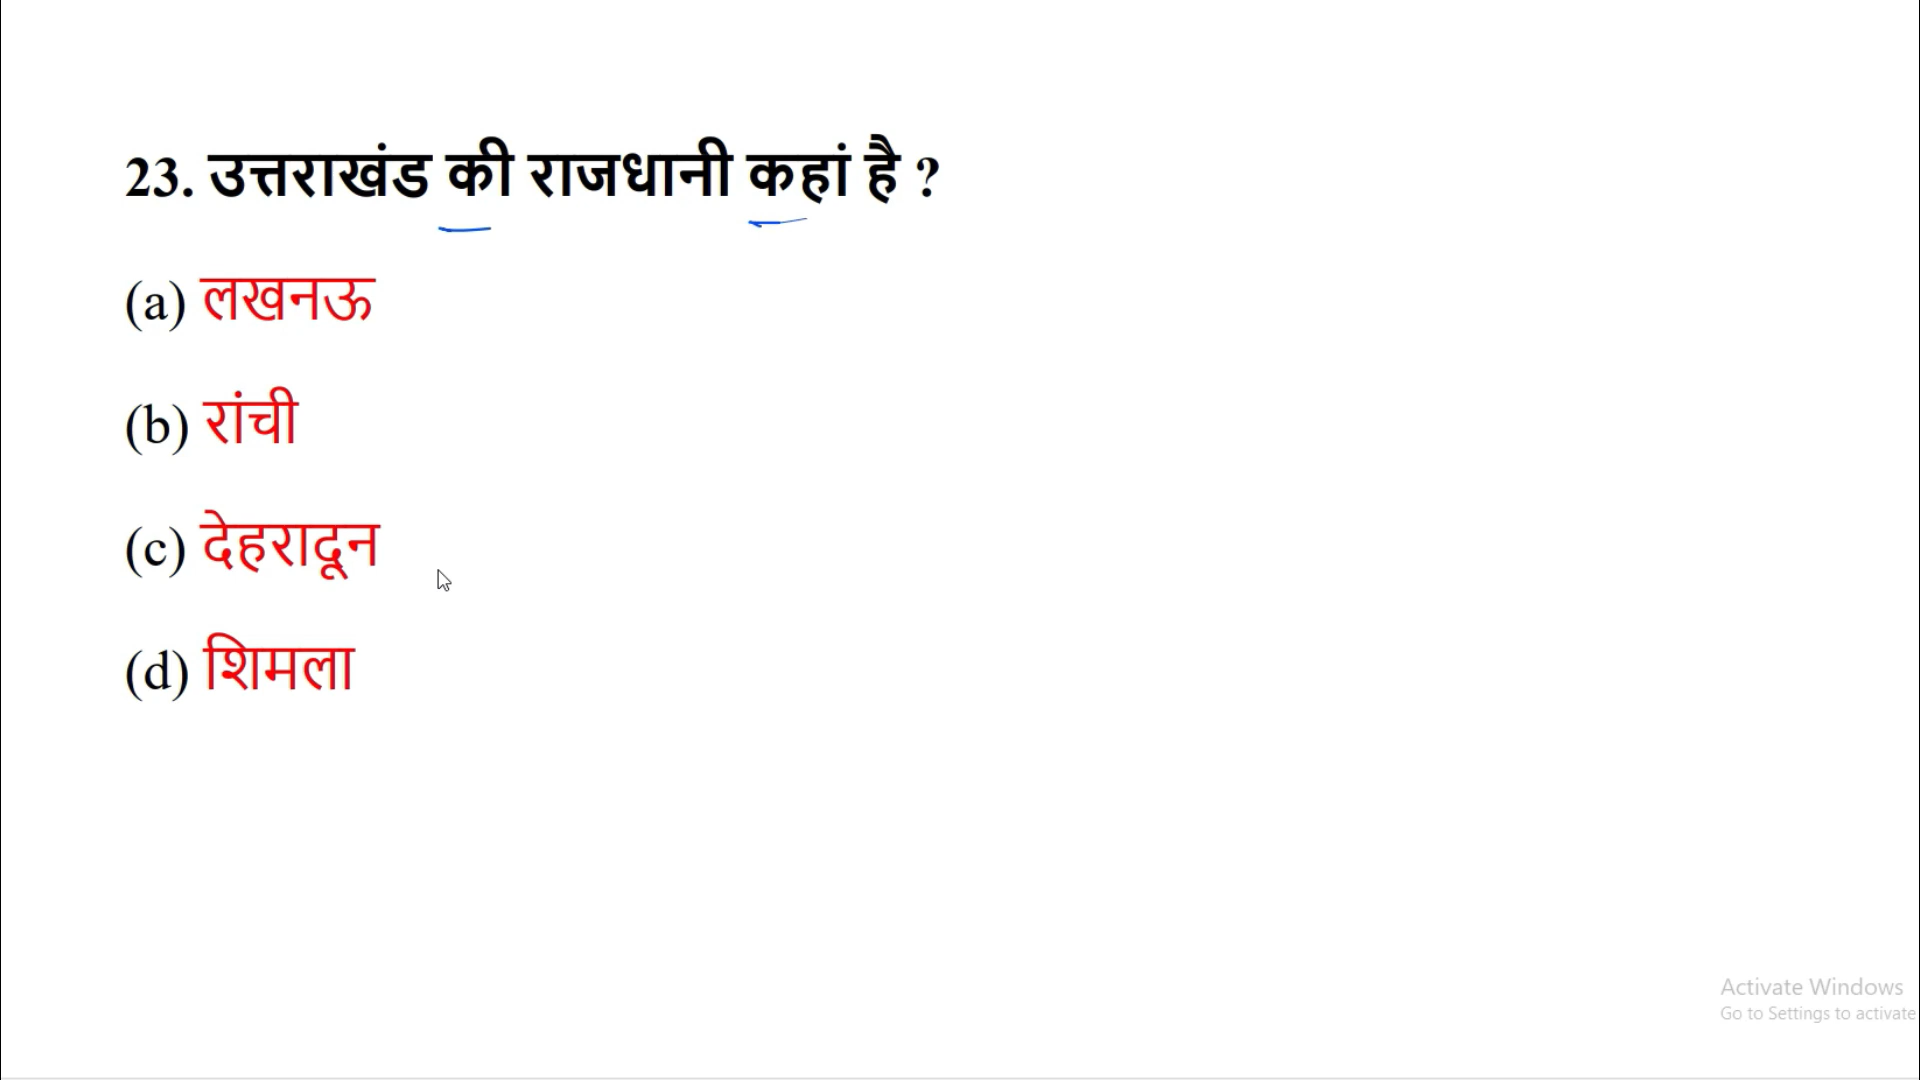 23. उत्तराखंड की राजधानी कहां है ?
(a) लखनऊ
(b) रांची
(c) देहरादून
(d) शिमला
Activate Windows
Go to Settings to activate